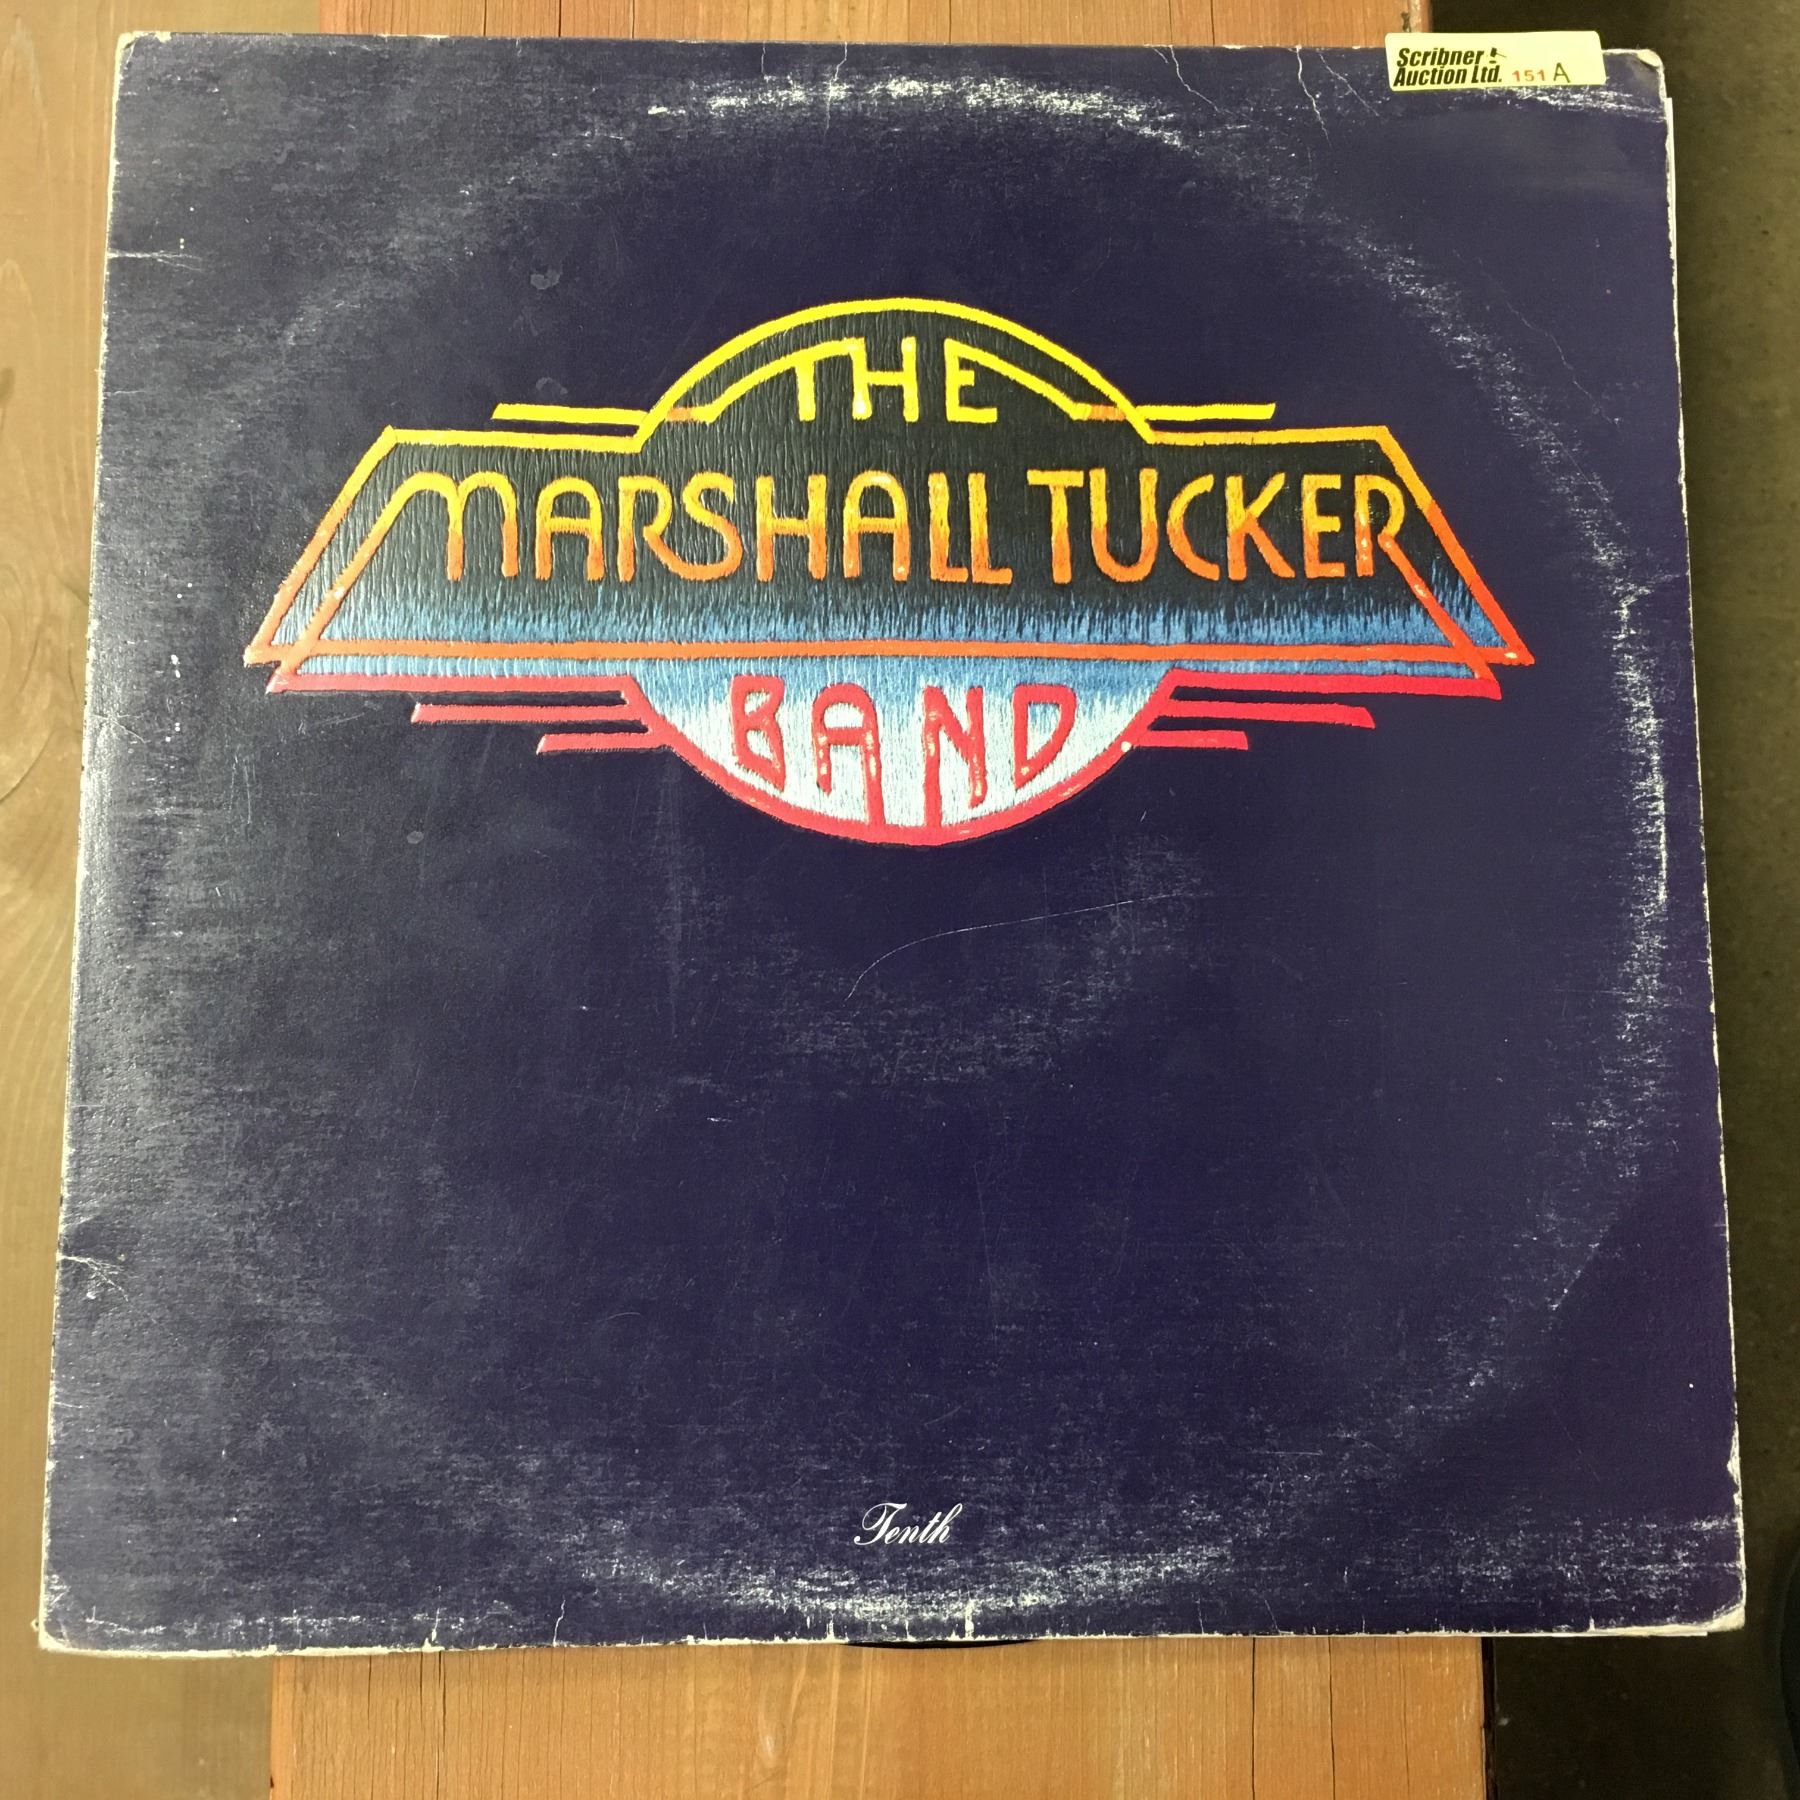 Scribner
Auction Ltd. 151 A
THE
MARSHALL TUCKER
BAND
Tenth